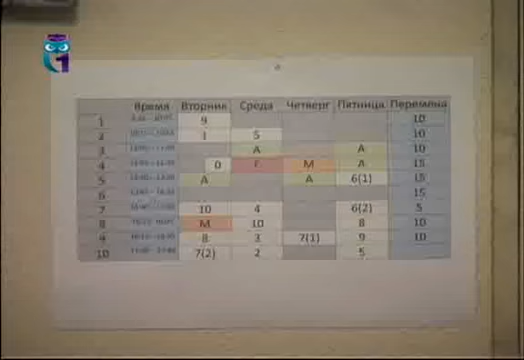 1
Время Вторник Среда Четверг Пятница Перемена
1 9 10
2 1 5 10
3 А А 10
4 0 Г М Л 15
5 А А 6(1) 15
6 15
7 10 4 6(2) 5
8 М 10 8 10
9 8 3 7(1) 9 10
10 7(2) 2 5